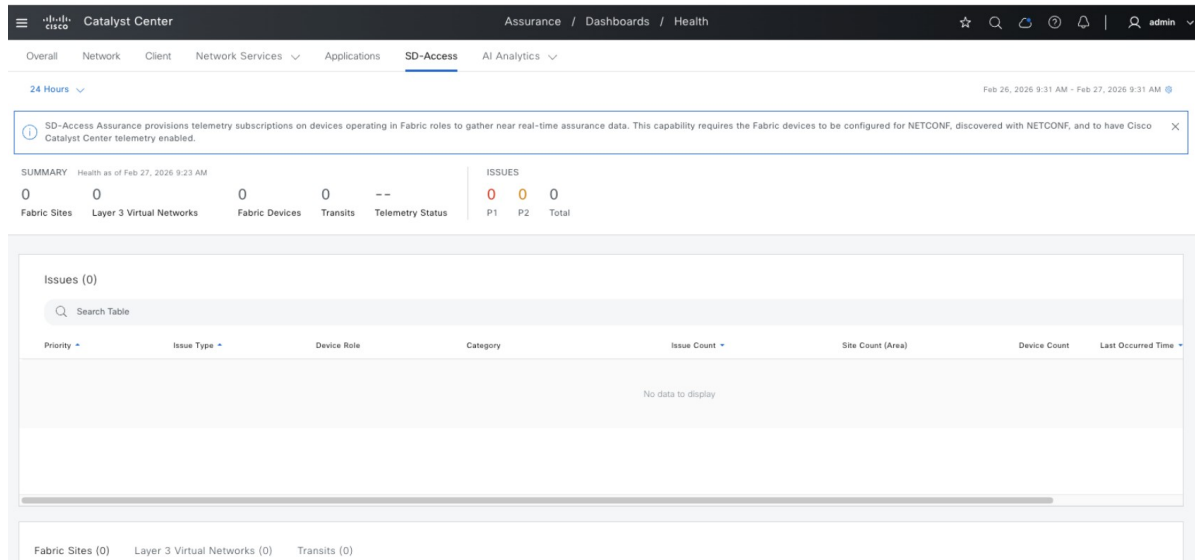 cisco Catalyst Center Assurance / Dashboards / Health admin
Overall Network Client Network Services Applications SD-Access AI Analytics
24 Hours Feb 26, 2026 9:31 AM - Feb 27, 2026 9:31 AM
SD-Access Assurance provisions telemetry subscriptions on devices operating in Fabric roles to gather near real-time assurance data. This capability requires the Fabric devices to be configured for NETCONF, discovered with NETCONF, and to have Cisco
Catalyst Center telemetry enabled.
SUMMARY Health as of Feb 27, 2026 9:23 AM ISSUES
0 0 0 0 -- 0 0 0
Fabric Sites Layer 3 Virtual Networks Fabric Devices Transits Telemetry Status P1 P2 Total
Issues (0)
Search Table
Priority Issue Type Device Role Category Issue Count Site Count (Area) Device Count Last Occurred Time
No data to display
Fabric Sites (0) Layer 3 Virtual Networks (0) Transits (0)